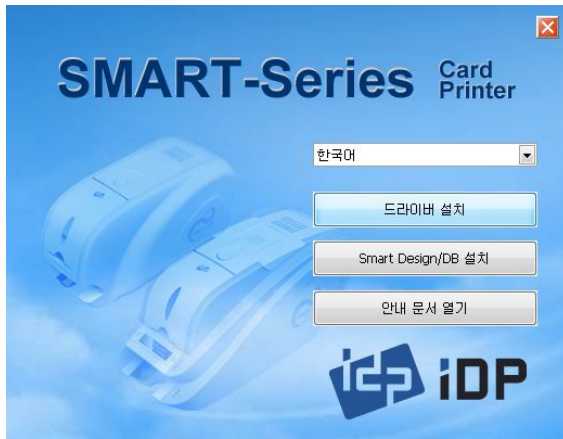 SMART-Series Card Printer
한국어
드라이버 설치
Smart Design/DB 설치
안내 문서 열기
idp iDP